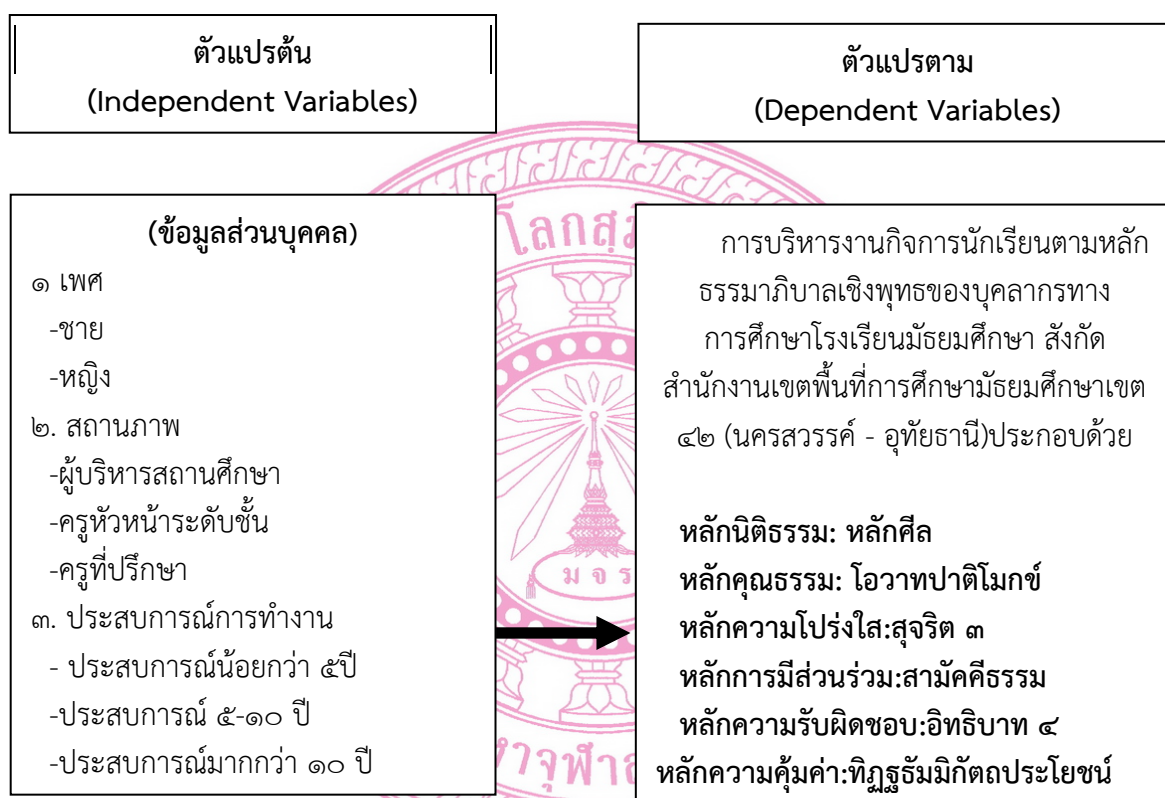 ตัวแปรต้น
(Independent Variables)
ตัวแปรตาม
(Dependent Variables)
(ข้อมูลส่วนบุคคล)
๑ เพศ
-ชาย
-หญิง
๒. สถานภาพ
-ผู้บริหารสถานศึกษา
-ครูหัวหน้าระดับชั้น
-ครูที่ปรึกษา
๓. ประสบการณ์การทำงาน
- ประสบการณ์น้อยกว่า ๕ปี
-ประสบการณ์ ๕-๑๐ ปี
-ประสบการณ์มากกว่า ๑๐ ปี
การบริหารงานกิจการนักเรียนตามหลัก
ธรรมาภิบาลเชิงพุทธของบุคลากรทาง
การศึกษาโรงเรียนมัธยมศึกษา สังกัด
สำนักงานเขตพื้นที่การศึกษามัธยมศึกษาเขต
๔๒ (นครสวรรค์ - อุทัยธานี)ประกอบด้วย
หลักนิติธรรม: หลักศีล
หลักคุณธรรม: โอวาทปาติโมกข์
หลักความโปร่งใส:สุจริต ๓
หลักการมีส่วนร่วม:สามัคคีธรรม
หลักความรับผิดชอบ:อิทธิบาท ๔
หลักความคุ้มค่า:ทิฏฐธัมมิกัตถประโยชน์
ม จ ร